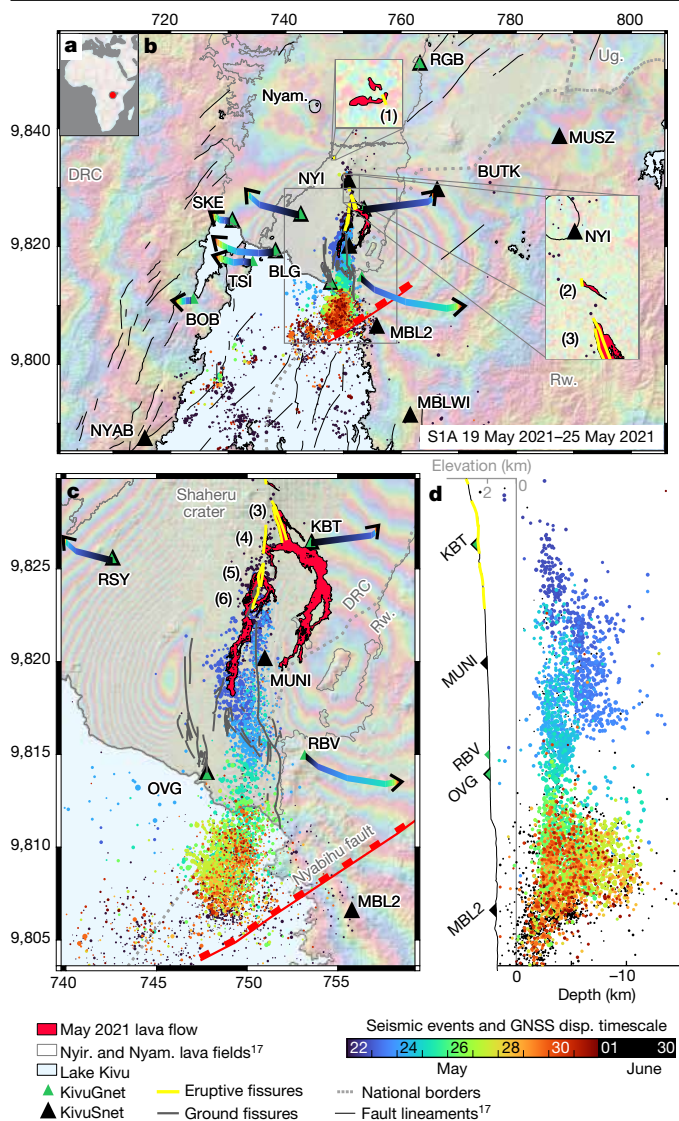 720 740 760 780 800
a b
RGB
Ug.
Nyam.
(1)
9,840
MUSZ
DRC
NYI BUTK
SKE
9,820
NYI
TSI BLG
(2)
BOB
(3)
MBL2
9,800
Rw.
MBLWI
NYAB
S1A 19 May 2021–25 May 2021
Elevation (km)
2 0
c d
Shaheru
crater
(3)
KBT
(4)
KBT
9,825
RSY
(5)
(6)
DRC
Rw.
9,820
MUNI
MUNI
9,815
RBV
RBV
OVG
OVG
9,810
Nyabihu fault
MBL2
MBL2
9,805
740 745 749 752 755
0 –10
Depth (km)
May 2021 lava flow
Nyir. and Nyam. lava fields17
Lake Kivu
KivuGnet
KivuSnet
Eruptive fissures
Ground fissures
Seismic events and GNSS disp. timescale
22 24 26 28 30 01 30
May June
National borders
Fault lineaments17